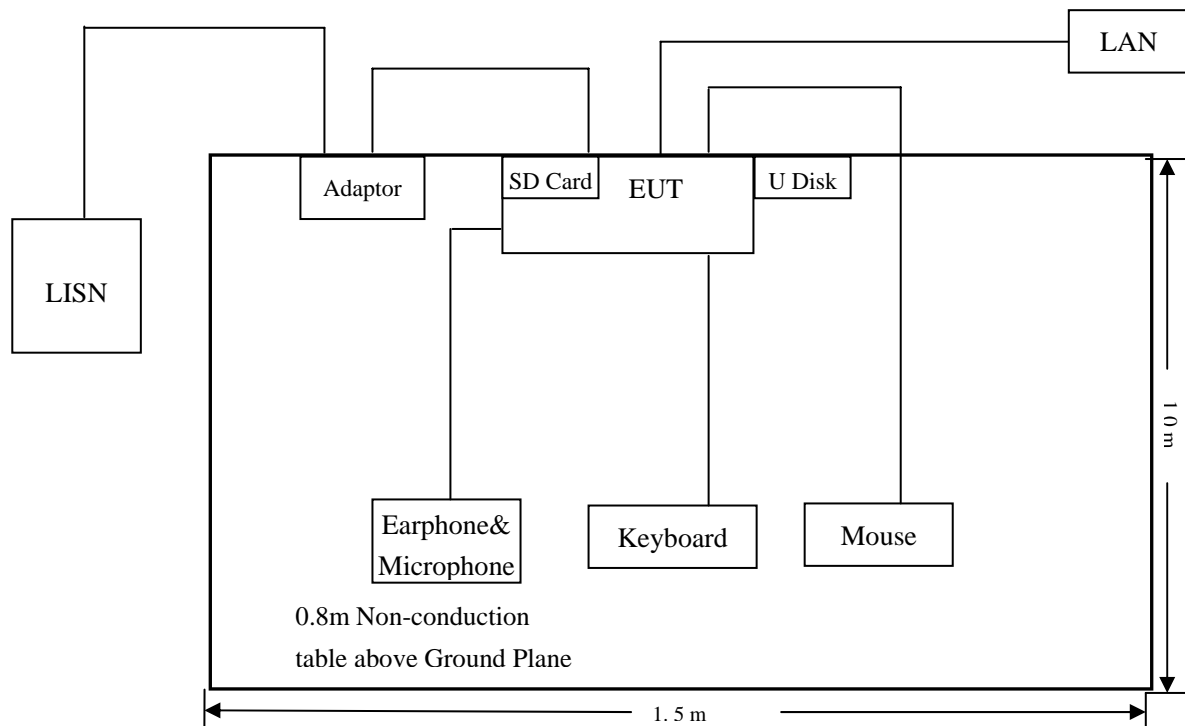 LAN
Adaptor
SD Card
EUT
U Disk
LISN
1 0 m
Earphone&
Microphone
Keyboard
Mouse
0.8m Non-conduction
table above Ground Plane
1. 5 m